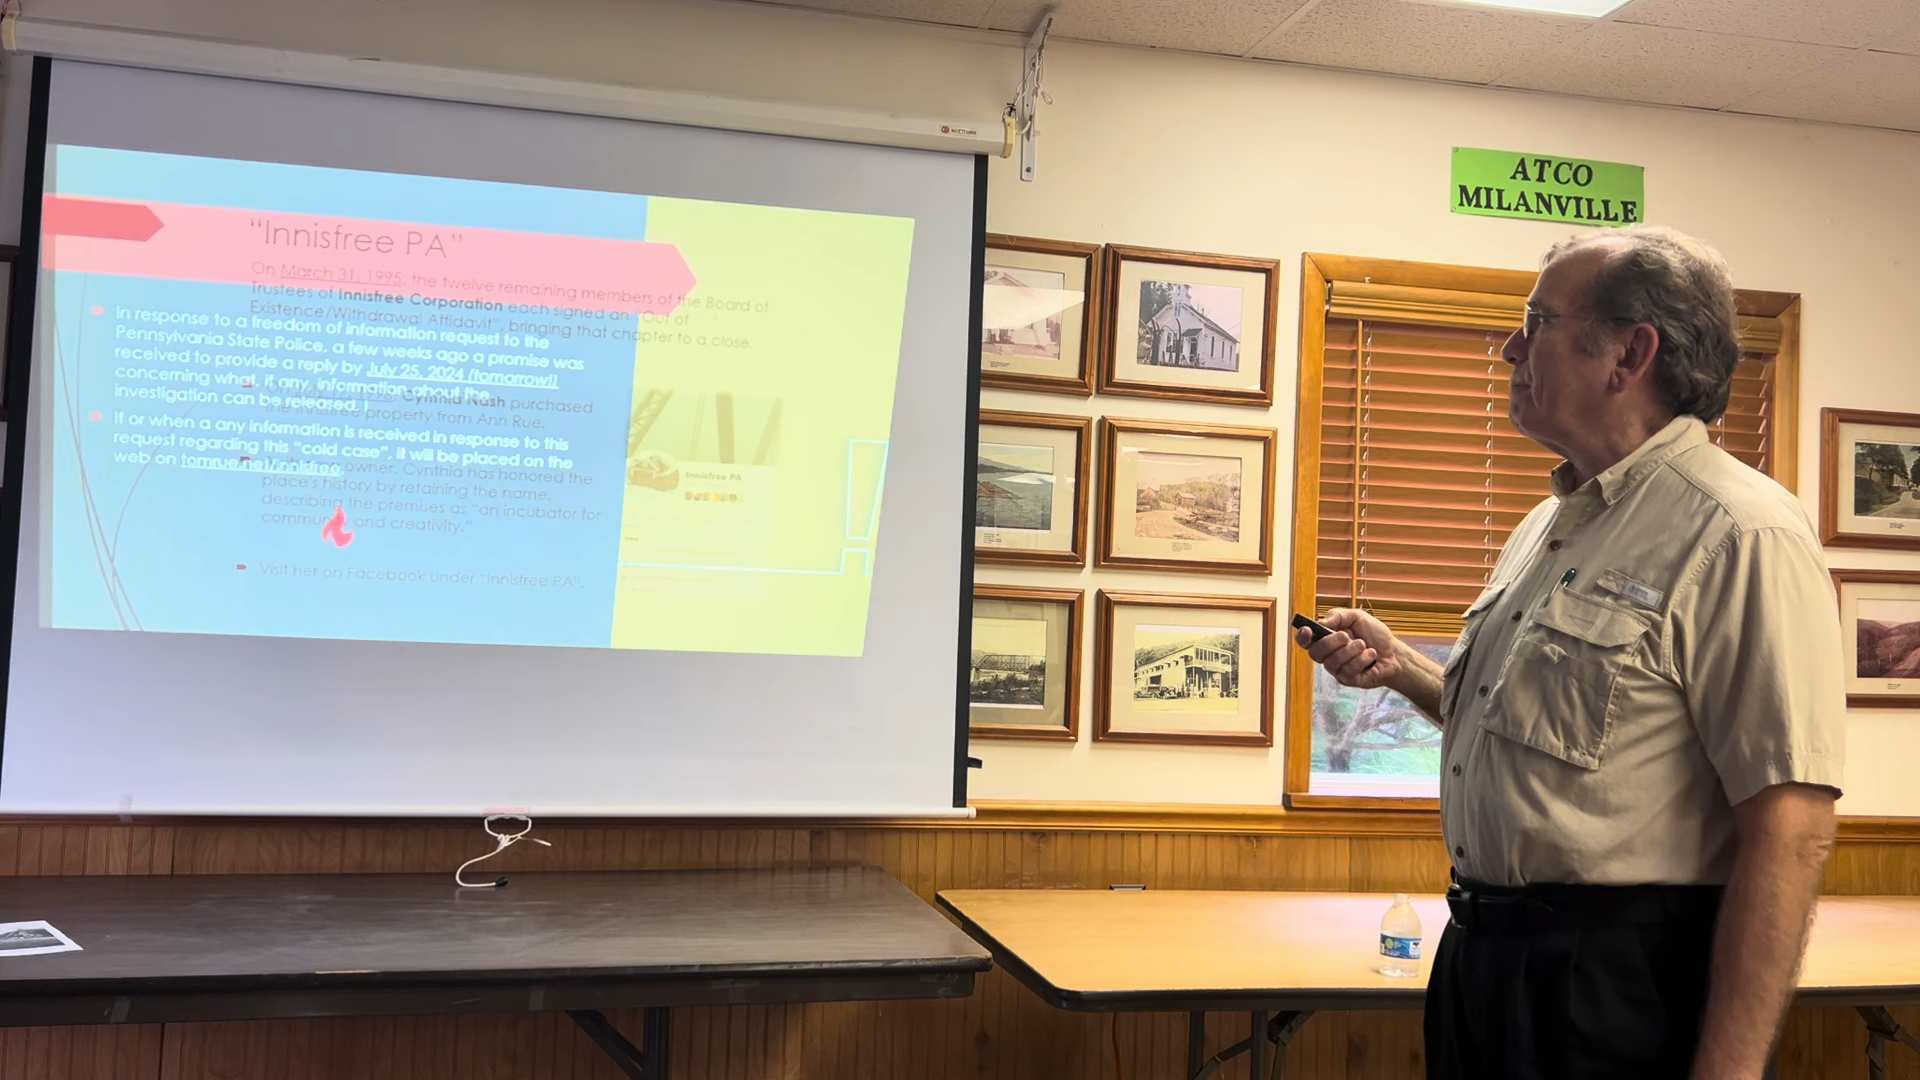 ATCO
MILANVILLE
"Innisfree PA"
On March 31, 1995, the twelve remaining members of the Board of
Trustees of Innisfree Corporation each signed an "Out of
Existence/Withdrawal Affidavit", bringing that chapter to a close.
In response to a freedom of information request to the
Pennsylvania State Police, a few weeks ago a promise was
received to provide a reply by July 25, 2024 (tomorrow!)
concerning what, if any, information about the
investigation can be released.
If or when a any information is received in response to this
request regarding this "cold case", it will be placed on the
web on tomrue.net/innisfree.
Cynthia Nash purchased
the Innisfree property from Ann Rue.
owner, Cynthia has honored the
place's history by retaining the name,
describing the premises as "an incubator for
and creativity."
Visit her on Facebook under "Innisfree PA".
Innisfree PA